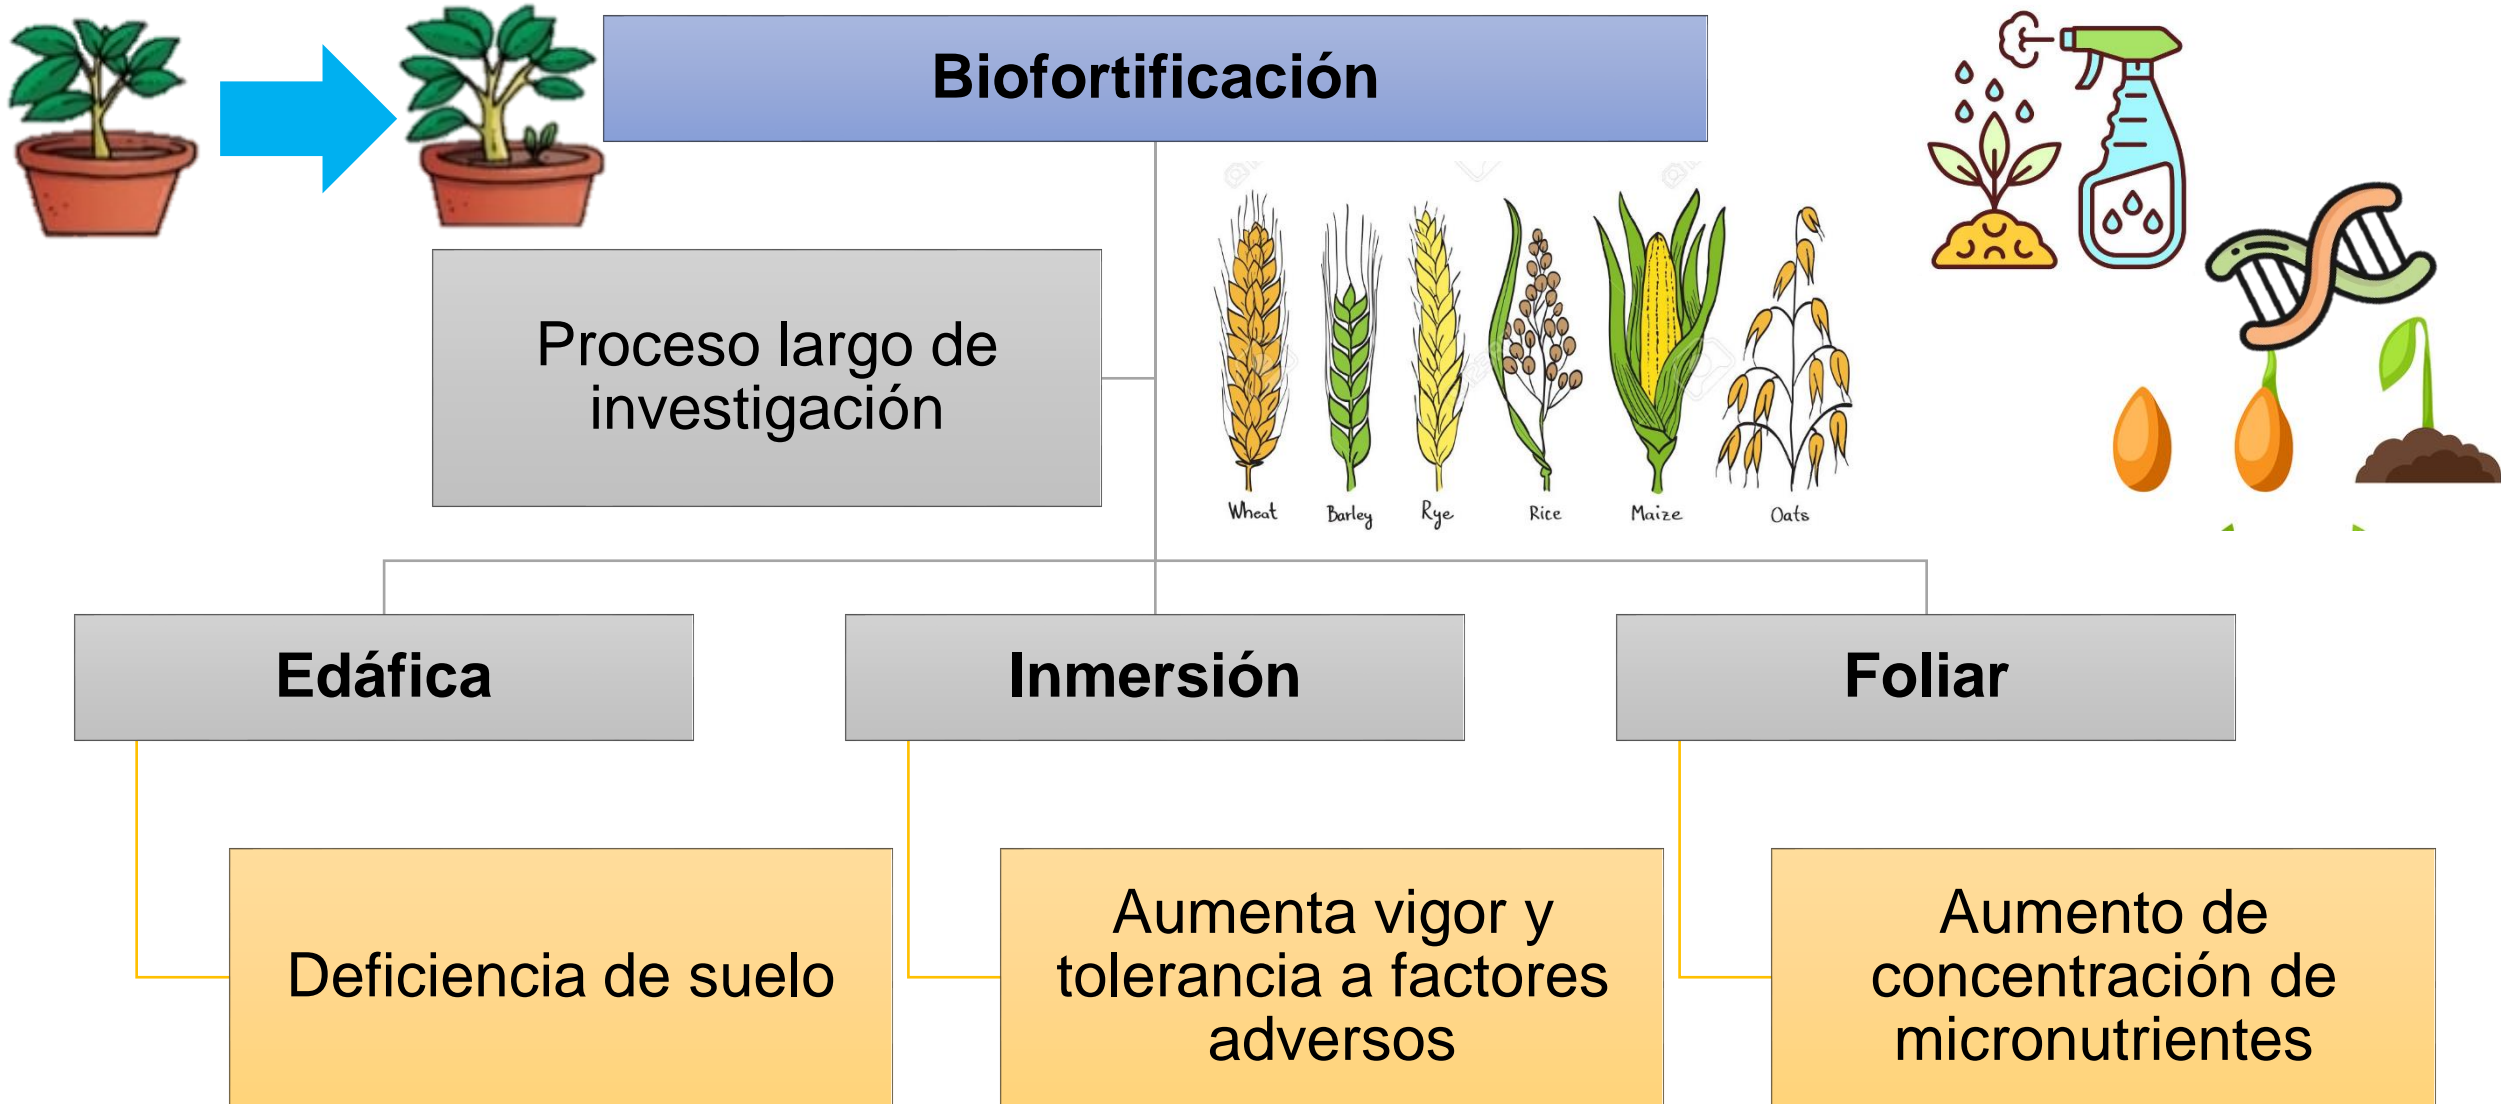 Biofortificación
Proceso largo de
investigación
Wheat
Barley
Rye
Rice
Maize
Oats
Edáfica
Inmersión
Foliar
Deficiencia de suelo
Aumenta vigor y
tolerancia a factores
adversos
Aumento de
concentración de
micronutrientes